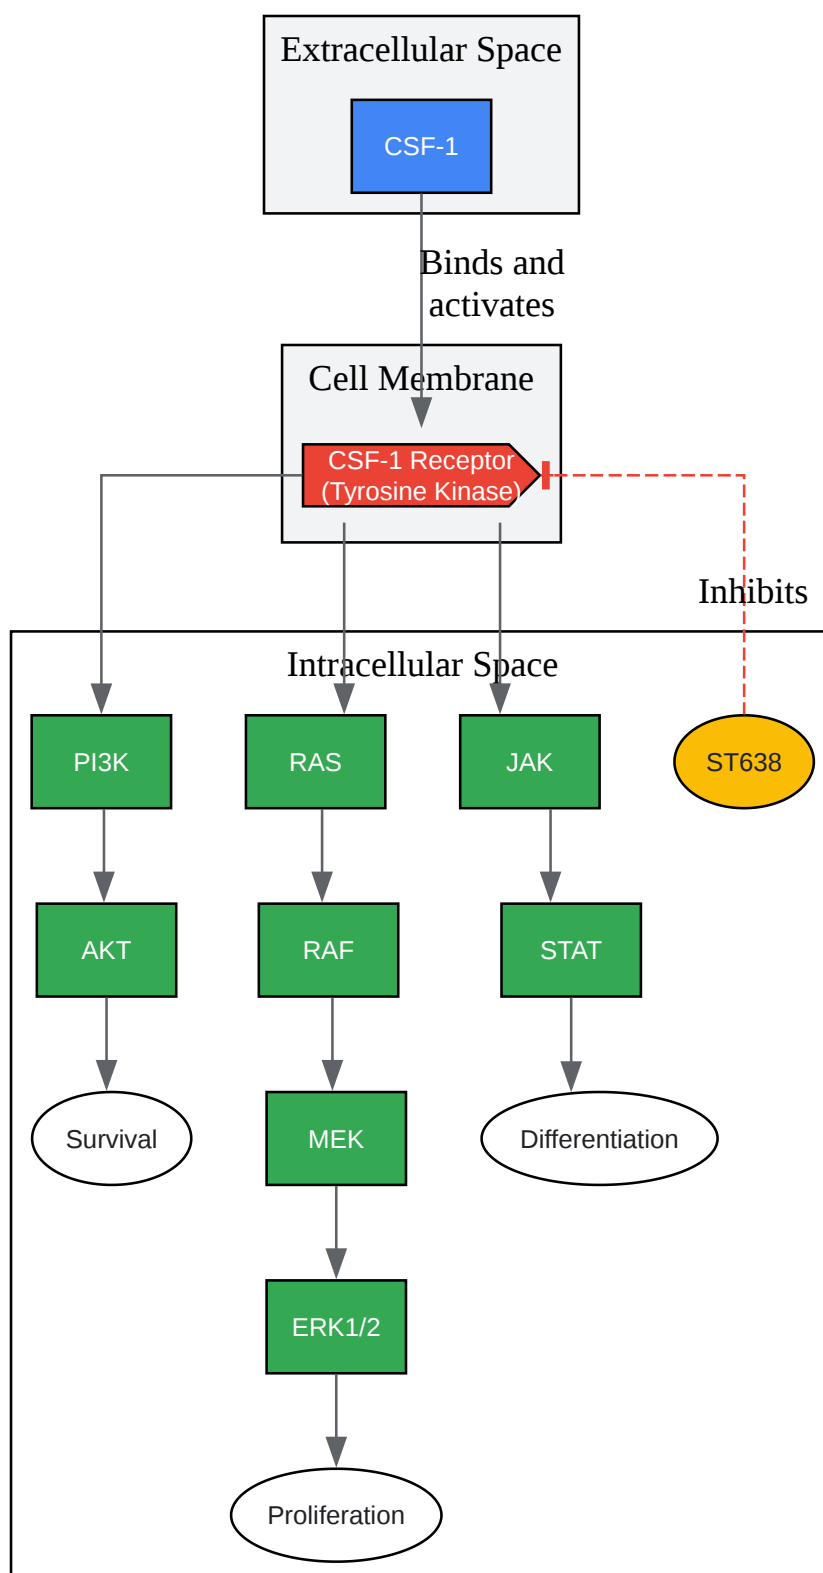 Extracellular Space
CSF-1
Binds and
activates
Cell Membrane
CSF-1 Receptor
(Tyrosine Kinase)
Inhibits
Intracellular Space
PI3K
RAS
JAK
ST638
AKT
RAF
STAT
Survival
MEK
Differentiation
ERK1/2
Proliferation